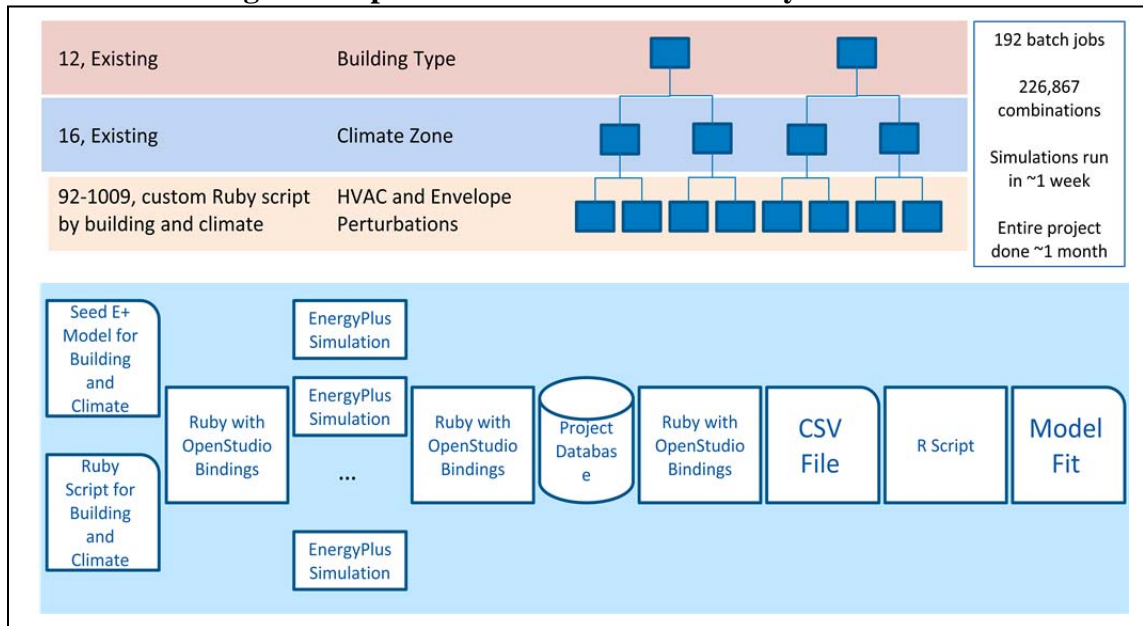 12, Existing
Building Type
16, Existing
Climate Zone
92-1009, custom Ruby script
by building and climate
HVAC and Envelope
Perturbations
192 batch jobs
226,867
combinations
Simulations run
in ~1 week
Entire project
done ~1 month
Seed E+
Model for
Building
and
Climate
Ruby
Script for
Building
and
Climate
Ruby with
OpenStudio
Bindings
EnergyPlus
Simulation
EnergyPlus
Simulation
...
EnergyPlus
Simulation
Ruby with
OpenStudio
Bindings
Project
Databas
e
Ruby with
OpenStudio
Bindings
CSV
File
R Script
Model
Fit